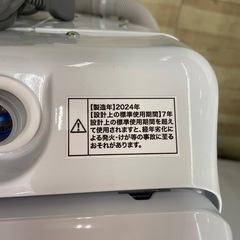 【製造年】2024年
【設計上の標準使用期間】7年
設計上の標準使用期間を超え
て使用されますと、経年劣化に
よる発火・けが等の事故に至る
おそれがあります。